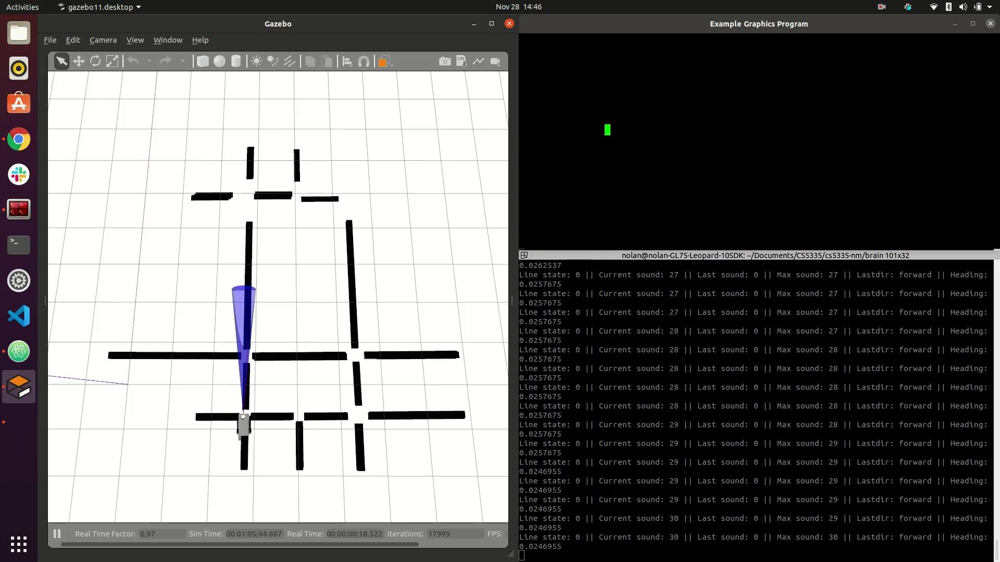 Activities
gazebo11.desktop
Nov 28 14:46
Gazebo
Example Graphics Program
File Edit Camera View Window Help
LOG
nolan@nolan-GL75-Leopard-10SDK: ~/Documents/CS5335/cs5335-nm/brain 101x32
0.0262537
Line state: 0 || Current sound: 27 || Last sound: 0 || Max sound: 27 || Lastdir: forward || Heading:
0.0257675
Line state: 0 || Current sound: 27 || Last sound: 0 || Max sound: 27 || Lastdir: forward || Heading:
0.0257675
Line state: 0 || Current sound: 27 || Last sound: 0 || Max sound: 27 || Lastdir: forward || Heading:
0.0257675
Line state: 0 || Current sound: 28 || Last sound: 0 || Max sound: 27 || Lastdir: forward || Heading:
0.0257675
Line state: 0 || Current sound: 28 || Last sound: 0 || Max sound: 28 || Lastdir: forward || Heading:
0.0257675
Line state: 0 || Current sound: 28 || Last sound: 0 || Max sound: 28 || Lastdir: forward || Heading:
0.0257675
Line state: 0 || Current sound: 28 || Last sound: 0 || Max sound: 28 || Lastdir: forward || Heading:
0.0257675
Line state: 0 || Current sound: 28 || Last sound: 0 || Max sound: 28 || Lastdir: forward || Heading:
0.0257675
Line state: 0 || Current sound: 29 || Last sound: 0 || Max sound: 28 || Lastdir: forward || Heading:
0.0257675
Line state: 0 || Current sound: 29 || Last sound: 0 || Max sound: 29 || Lastdir: forward || Heading:
0.0257675
Line state: 0 || Current sound: 29 || Last sound: 0 || Max sound: 29 || Lastdir: forward || Heading:
0.0246955
Line state: 0 || Current sound: 29 || Last sound: 0 || Max sound: 29 || Lastdir: forward || Heading:
0.0246955
Line state: 0 || Current sound: 29 || Last sound: 0 || Max sound: 29 || Lastdir: forward || Heading:
0.0246955
Line state: 0 || Current sound: 30 || Last sound: 0 || Max sound: 29 || Lastdir: forward || Heading:
0.0246955
Line state: 0 || Current sound: 30 || Last sound: 0 || Max sound: 30 || Lastdir: forward || Heading:
0.0246955
Real Time Factor: 0.97 Sim Time: 00 01:05:44.607 Real Time: 00 00:00:18.522 Iterations: 17999 FPS: